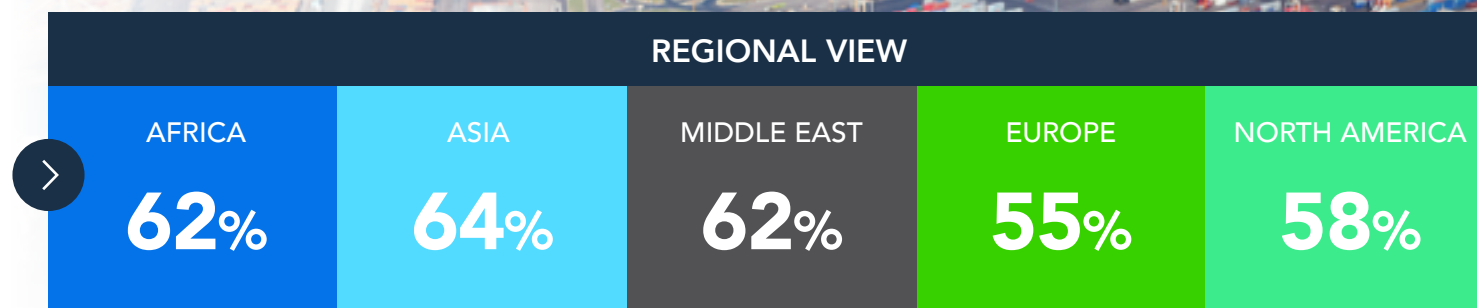 REGIONAL VIEW
AFRICA
62%
ASIA
64%
MIDDLE EAST
62%
EUROPE
55%
NORTH AMERICA
58%